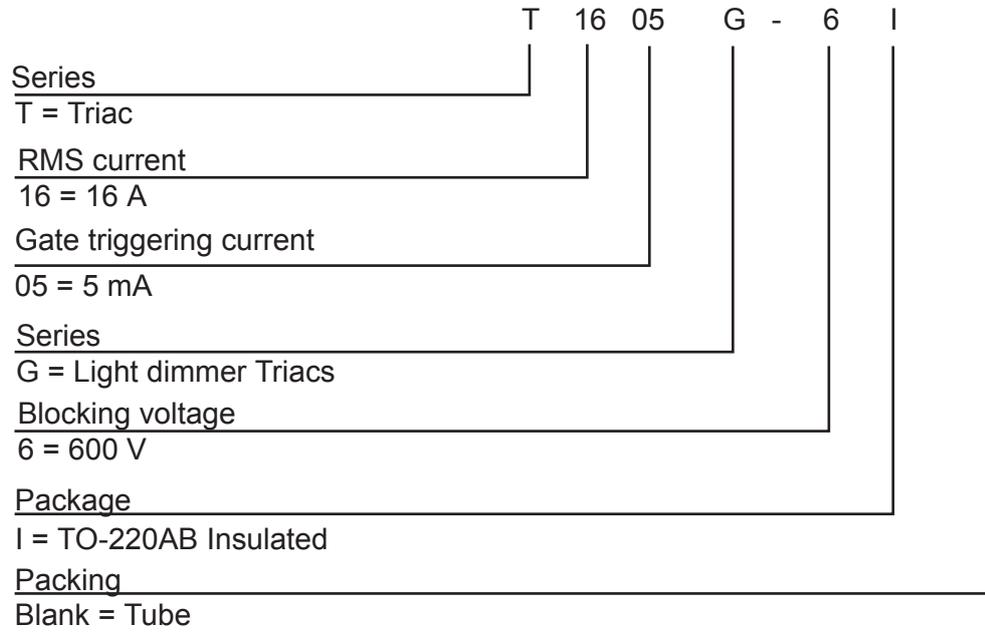 T 16 05 G - 6 I
Series
T = Triac
RMS current
16 = 16 A
Gate triggering current
05 = 5 mA
Series
G = Light dimmer Triacs
Blocking voltage
6 = 600 V
Package
I = TO-220AB Insulated
Packing
Blank = Tube